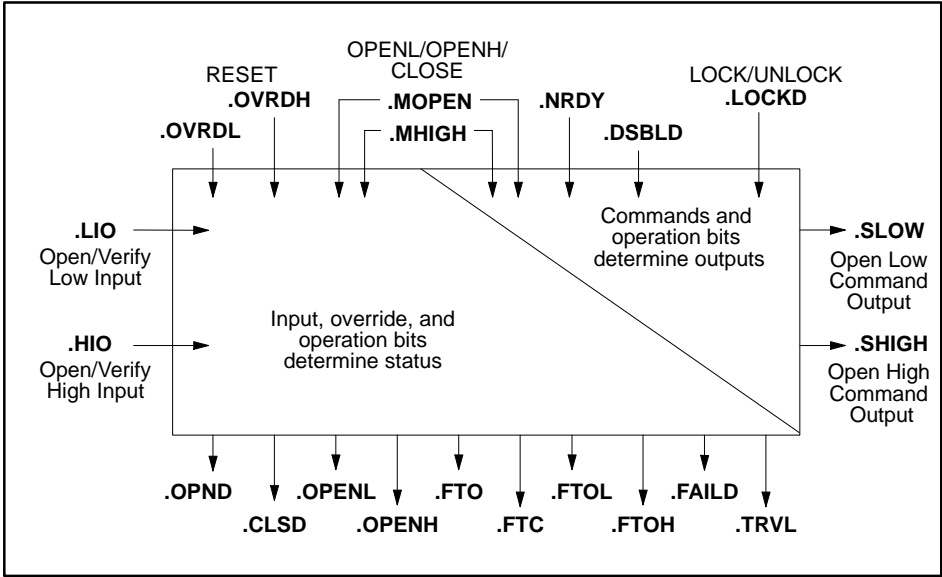 OPENL/OPENH/
CLOSE
RESET
LOCK/UNLOCK
.OVRDH
.MOPEN
.NRDY
.LOCKD
.OVRDL
.MHIGH
.DSBLD
Commands and
operation bits
determine outputs
.LIO
Open/Verify
Low Input
.SLOW
Open Low
Command
Output
Input, override, and
operation bits
determine status
.HIO
Open/Verify
High Input
.SHIGH
Open High
Command
Output
.OPND
.OPENL
.FTO
.FTOL
.FAILD
.CLSD
.OPENH
.FTC
.FTOH
.TRVL